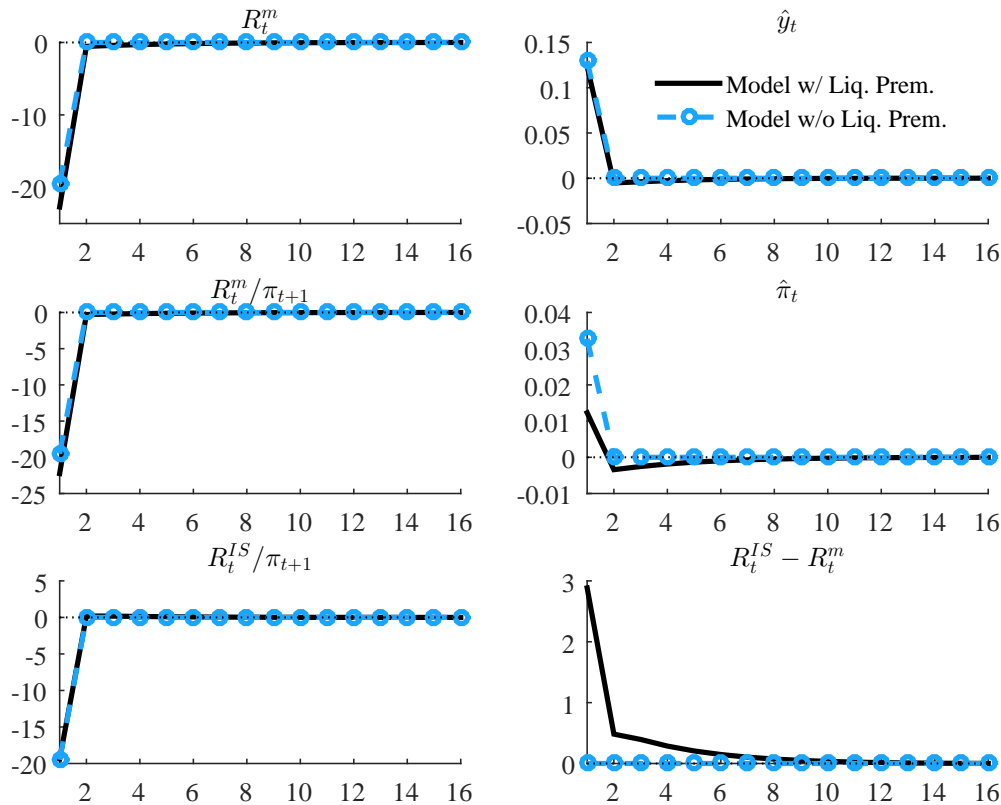 R_t^m
0
-10
-20
2 4 6 8 10 12 14 16
ŷ_t
0.15
0.1
0.05
0
-0.05
Model w/ Liq. Prem.
Model w/o Liq. Prem.
2 4 6 8 10 12 14 16
R_t^m/π_{t+1}
0
-5
-10
-15
-20
-25
2 4 6 8 10 12 14 16
π̂_t
0.04
0.03
0.02
0.01
0
-0.01
2 4 6 8 10 12 14 16
R_t^{IS}/π_{t+1}
5
0
-5
-10
-15
-20
2 4 6 8 10 12 14 16
R_t^{IS} − R_t^m
3
2
1
0
2 4 6 8 10 12 14 16